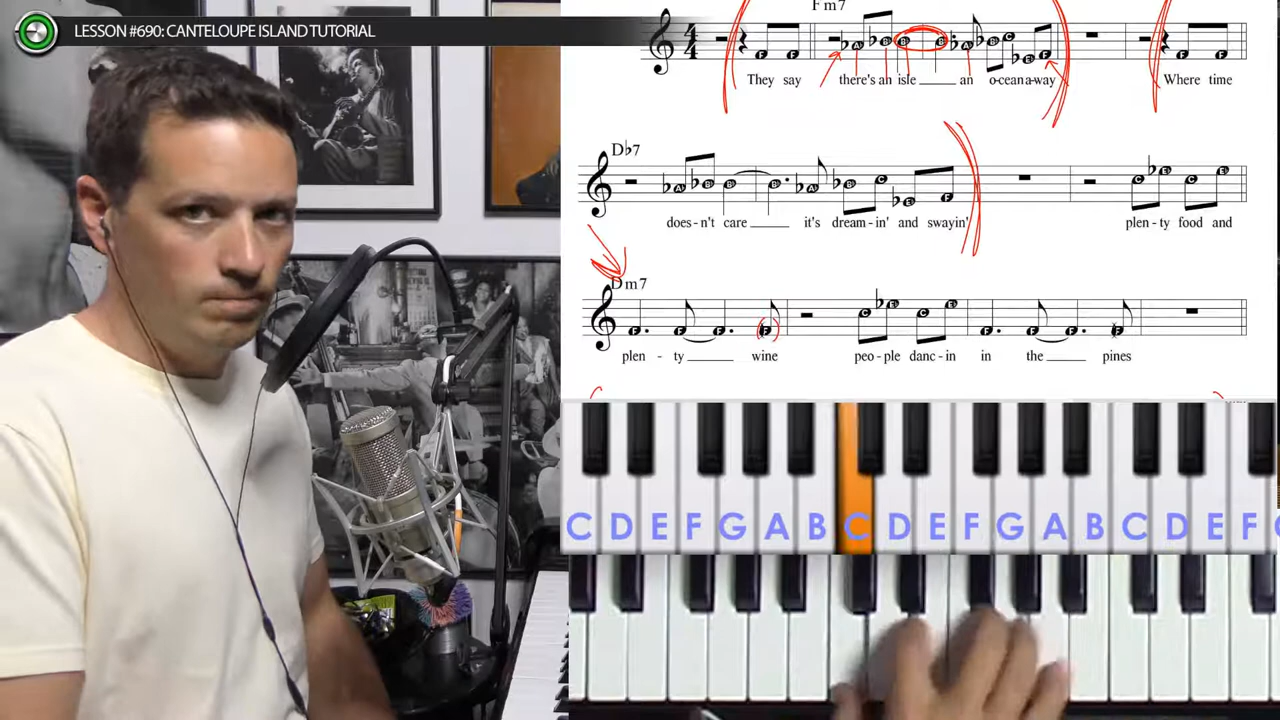 LESSON #690: CANTELOUPE ISLAND TUTORIAL
Fm7
They say there's an isle an o-cean a-way Where time
D♭7
does-n't care it's dream-in' and swayin' plen-ty food and
Dm7
plen-ty wine peo-ple danc-in in the pines
C D E F G A B C D E F G A B C D E F